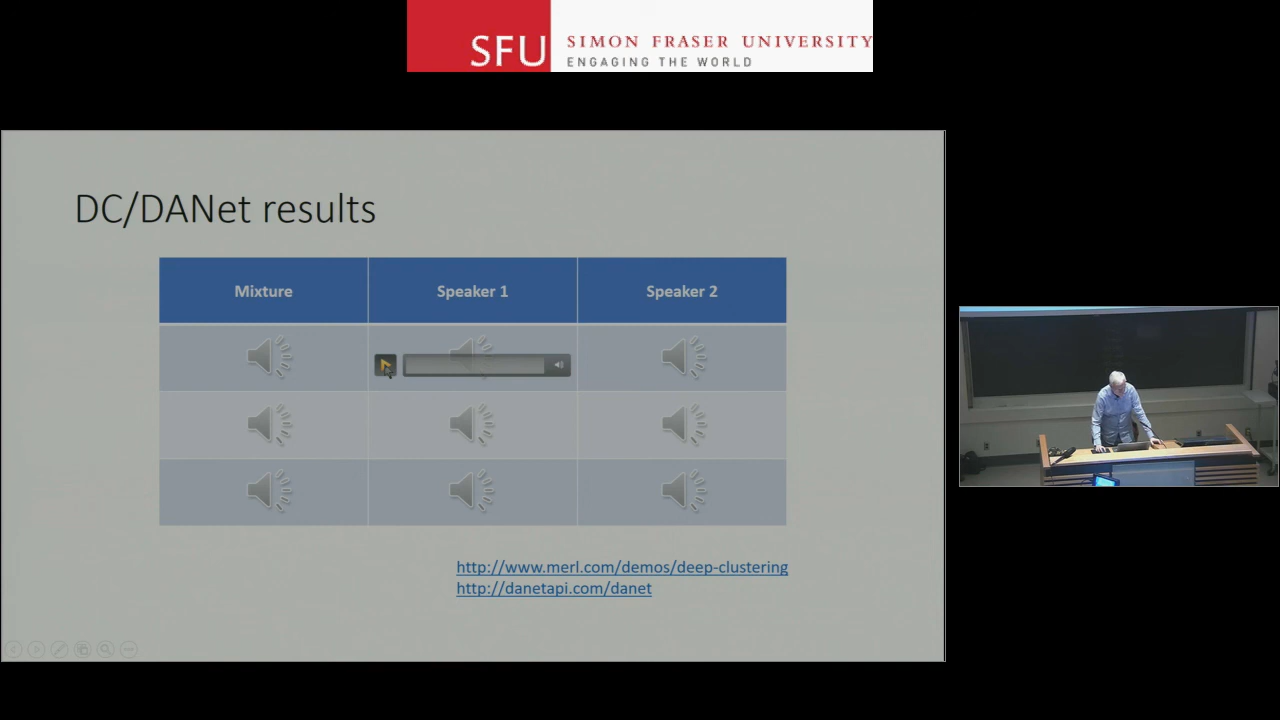 SFU
SIMON FRASER UNIVERSITY
ENGAGING THE WORLD
DC/DANet results
Mixture
Speaker 1
Speaker 2
http://www.merl.com/demos/deep-clustering
http://danetapi.com/danet